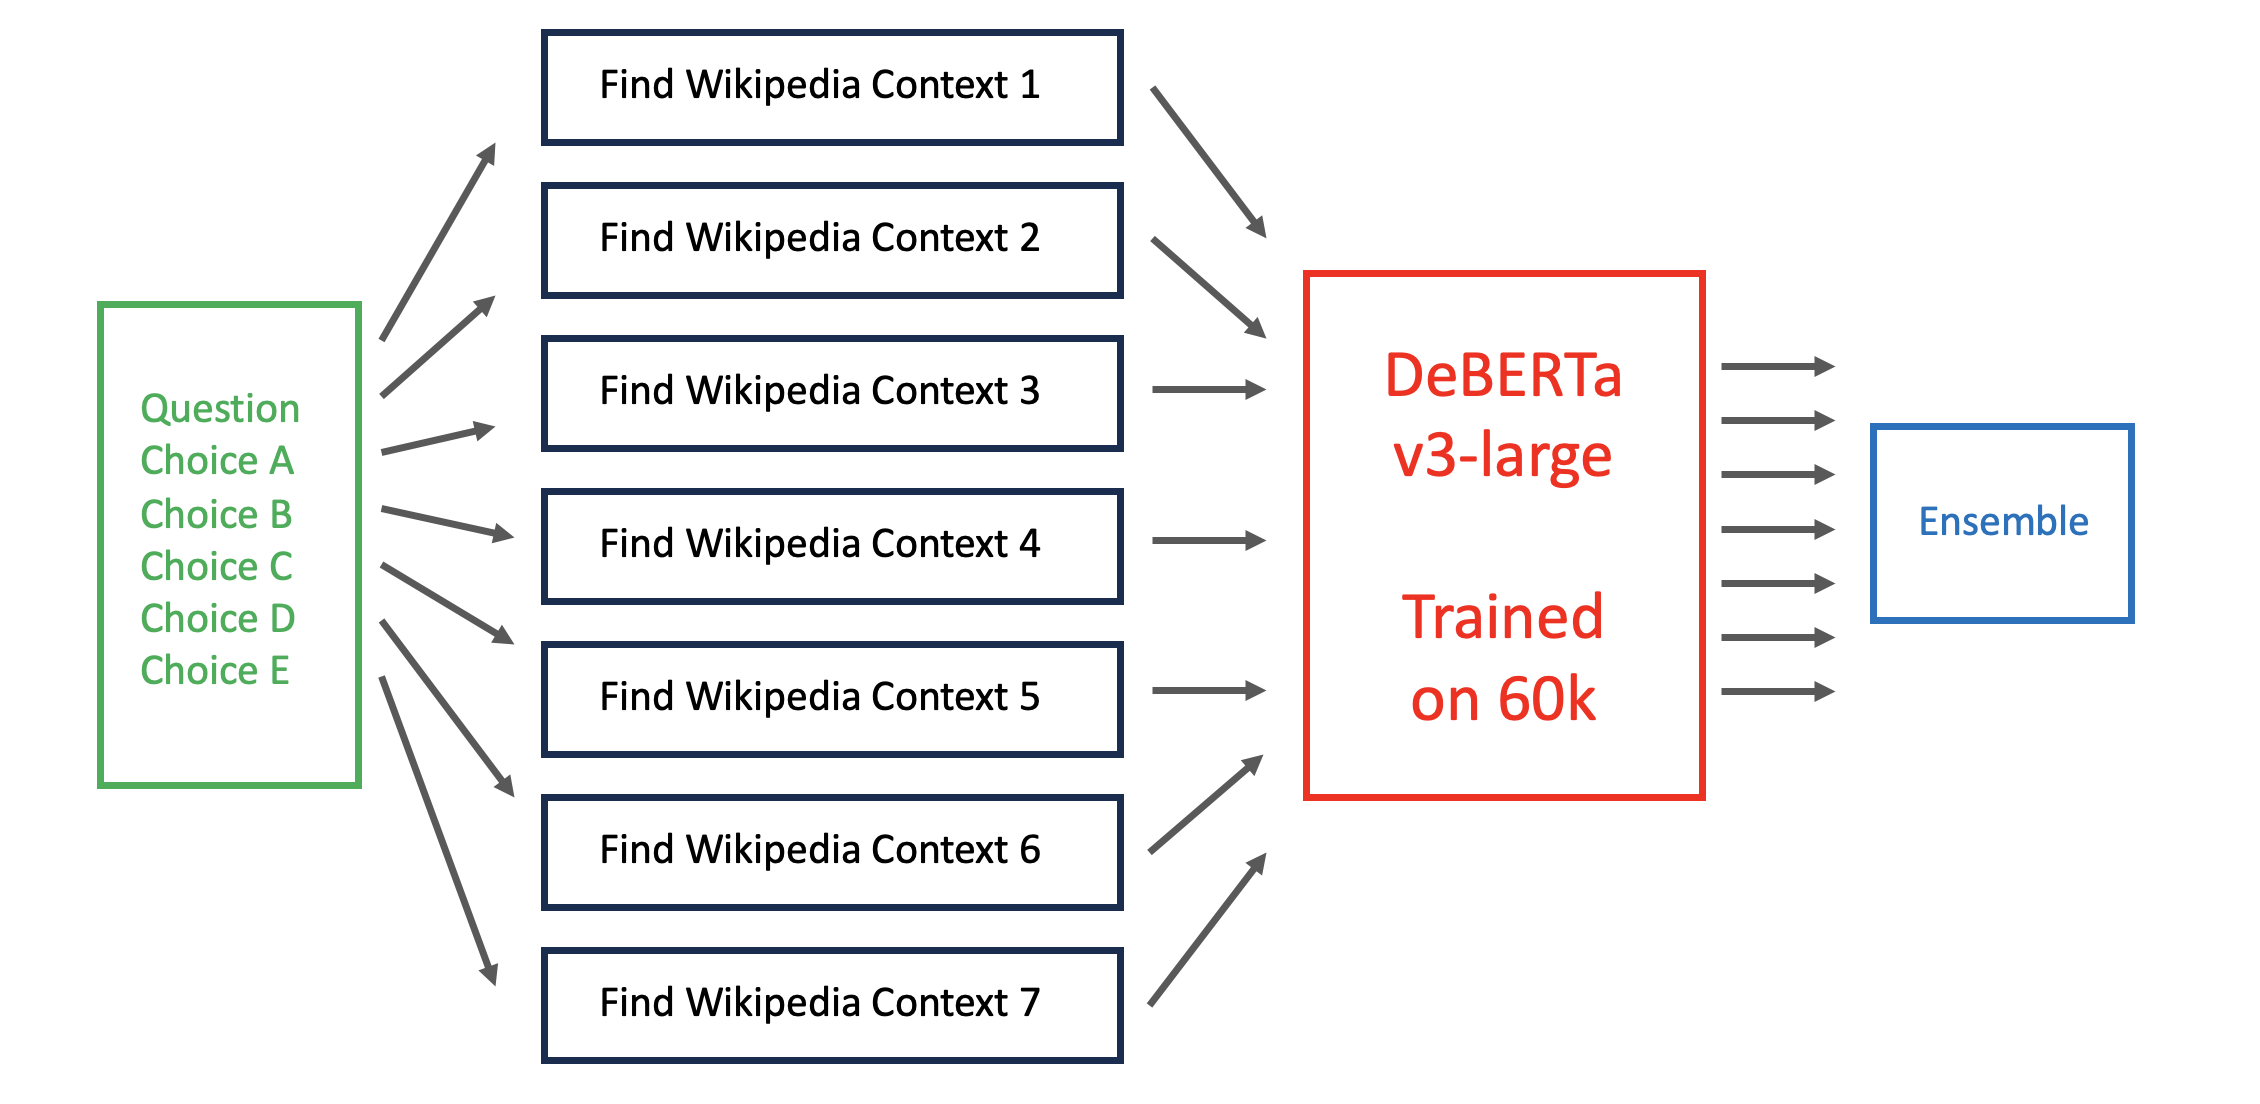 Question
Choice A
Choice B
Choice C
Choice D
Choice E
Find Wikipedia Context 1
Find Wikipedia Context 2
Find Wikipedia Context 3
Find Wikipedia Context 4
Find Wikipedia Context 5
Find Wikipedia Context 6
Find Wikipedia Context 7
DeBERTa
v3-large
Trained
on 60k
Ensemble